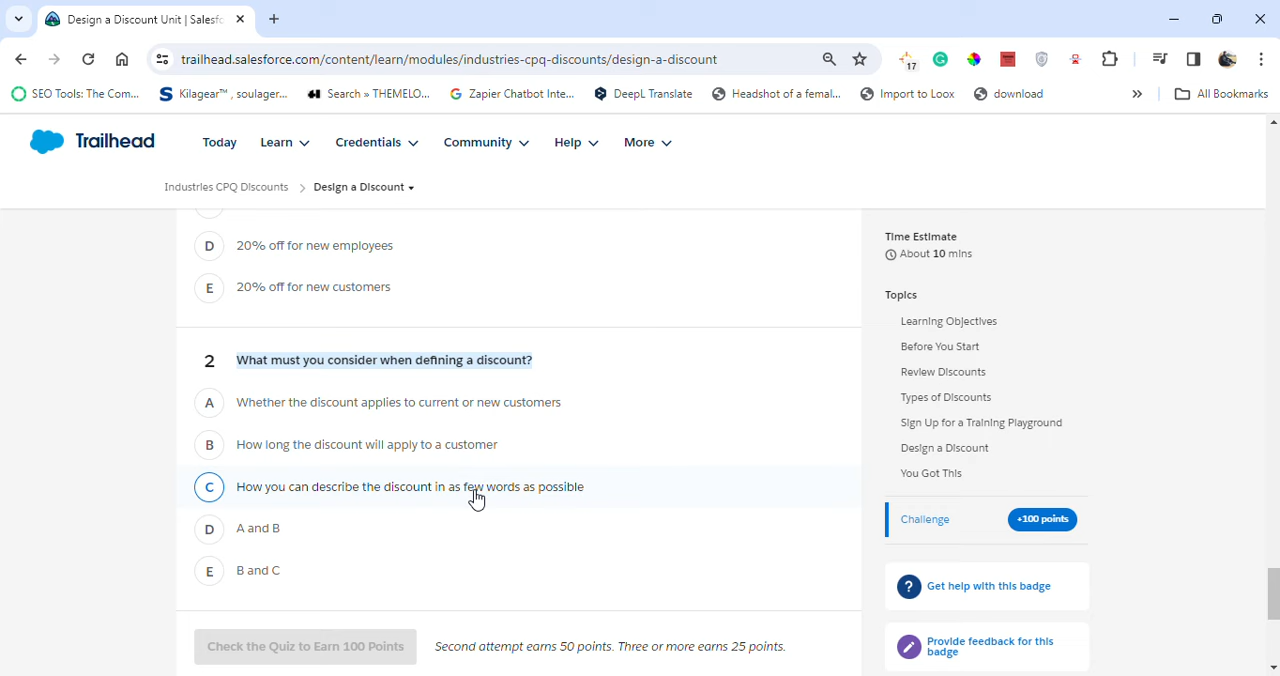 Design a Discount Unit | Salesfo
trailhead.salesforce.com/content/learn/modules/industries-cpq-discounts/design-a-discount
17
SEO Tools: The Com...
Kilagear™ , soulager...
Search » THEMELO...
Zapier Chatbot Inte...
DeepL Translate
Headshot of a femal...
Import to Loox
download
All Bookmarks
Trailhead
Today
Learn
Credentials
Community
Help
More
Industries CPQ Discounts
Design a Discount
D 20% off for new employees
E 20% off for new customers
2 What must you consider when defining a discount?
A Whether the discount applies to current or new customers
B How long the discount will apply to a customer
C How you can describe the discount in as few words as possible
D A and B
E B and C
Check the Quiz to Earn 100 Points
Second attempt earns 50 points. Three or more earns 25 points.
Time Estimate
About 10 mins
Topics
Learning Objectives
Before You Start
Review Discounts
Types of Discounts
Sign Up for a Training Playground
Design a Discount
You Got This
Challenge
+100 points
? Get help with this badge
Provide feedback for this
badge